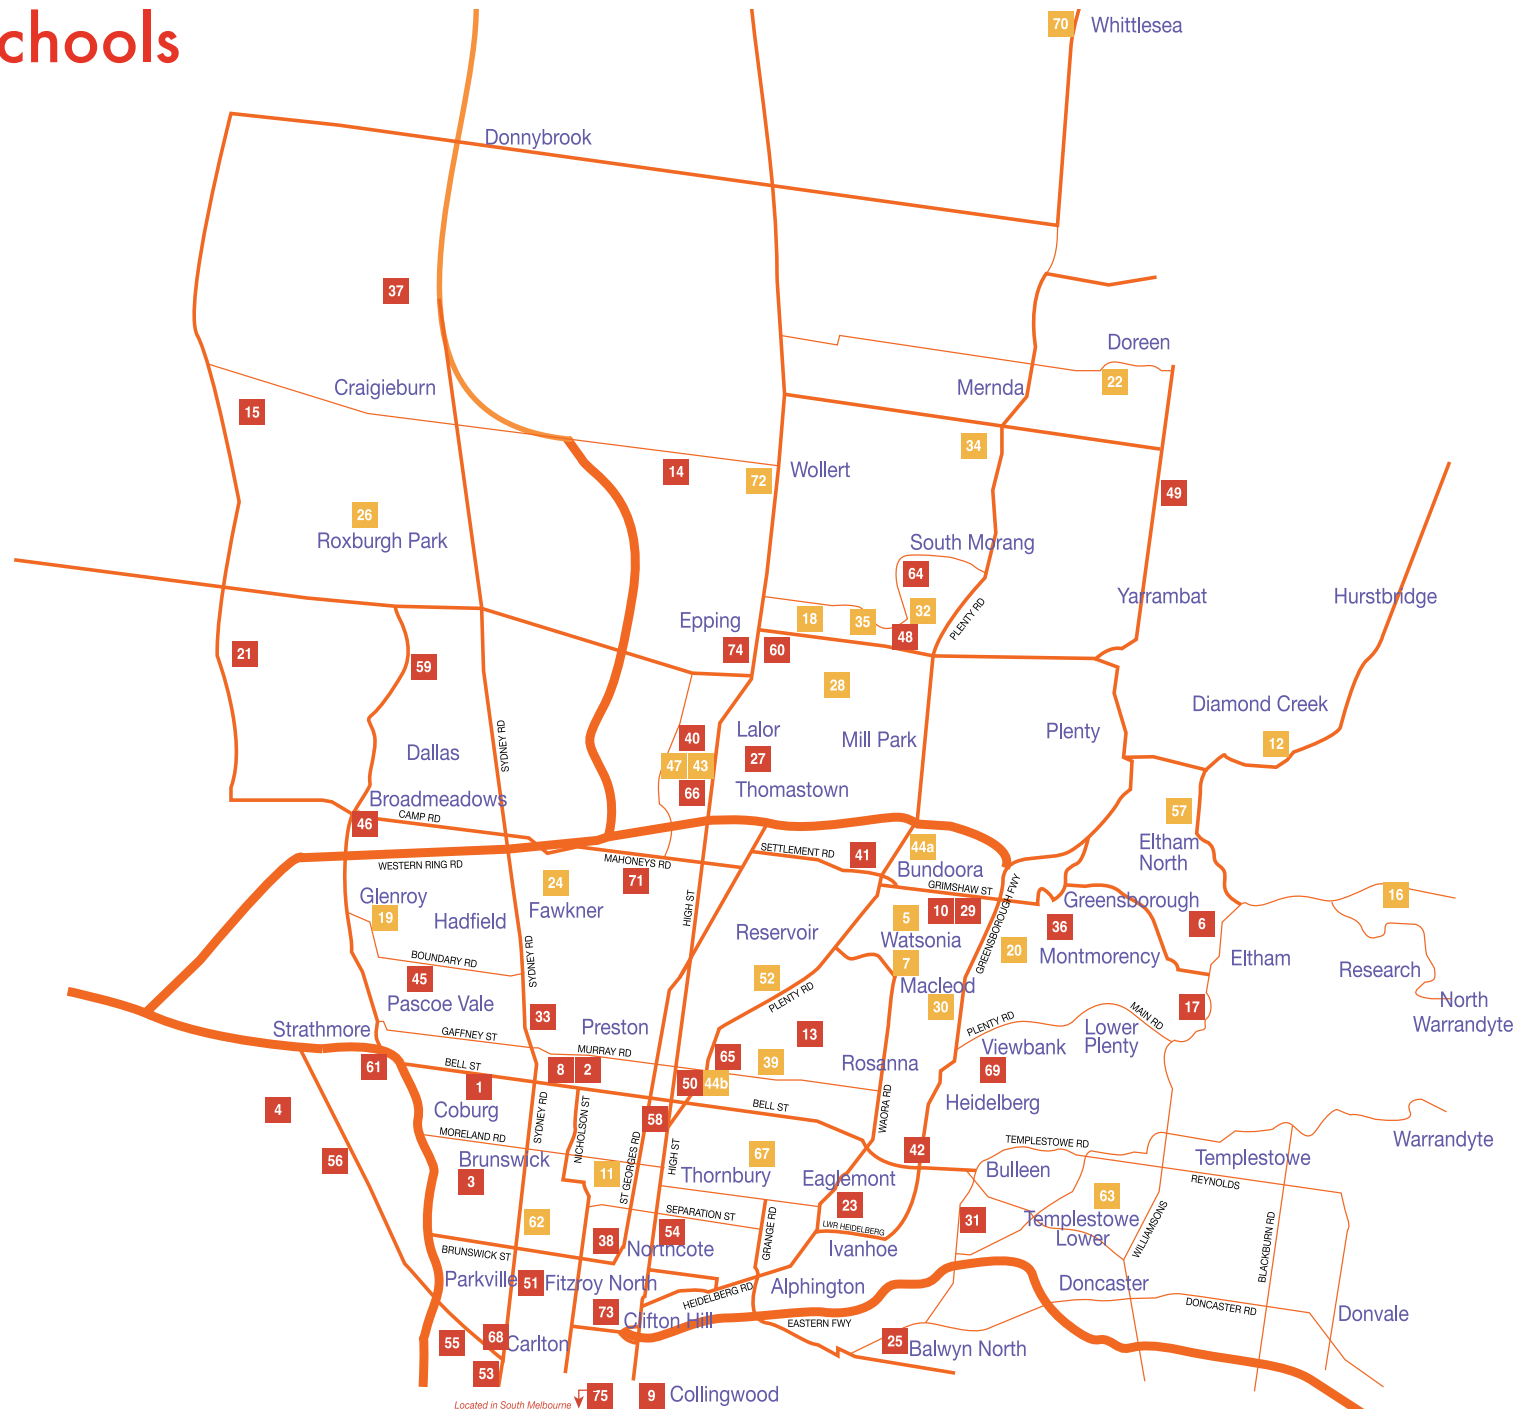 chools
70
Whittlesea
Donnybrook
37
Doreen
22
Craigieburn
Mernda
15
34
14
72
Wollert
49
26
Roxburgh Park
South Morang
64
Yarrambat
Hurstbridge
18
35
32
48
PLENTY RD
Epping
74
60
21
59
28
Diamond Creek
12
SYDNEY RD
Dallas
40
Lalor
27
Mill Park
Plenty
47
43
66
Thomastown
Broadmeadows
CAMP RD
46
57
Eltham
North
WESTERN RING RD
MAHONEYS RD
SETTLEMENT RD
41
44a
Bundoora
GRIMSHAW ST
GREENSBOROUGH FWY
71
24
Fawkner
Glenroy
19
Hadfield
HIGH ST
Reservoir
5
10
29
Watsonia
Greensborough
36
6
16
20
Montmorency
Eltham
Research
BOUNDARY RD
SYDNEY RD
45
Pascoe Vale
52
PLENTY RD
7
Macleod
30
17
North
Warrandyte
33
Strathmore
GAFFNEY ST
Preston
MURRAY RD
13
PLENTY RD
MAIN RD
Lower
Plenty
Viewbank
61
BELL ST
1
8
2
65
39
50
44b
Rosanna
69
Heidelberg
4
Coburg
SYDNEY RD
NICHOLSON ST
58
BELL ST
WAORA RD
MORELAND RD
56
Brunswick
3
11
ST GEORGES RD
HIGH ST
67
Thornbury
42
Eaglemont
TEMPLESTOWE RD
Bulleen
Templestowe
Warrandyte
REYNOLDS
23
63
62
SEPARATION ST
54
GRANGE RD
LWR HEIDELBERG
31
Templestowe
Lower
WILLIAMSONS
BLACKBURN RD
38
Northcote
Ivanhoe
BRUNSWICK ST
Parkville
51
Fitzroy North
HEIDELBERG RD
Alphington
Doncaster
DONCASTER RD
Donvale
73
Clifton Hill
EASTERN FWY
55
68
Carlton
25
Balwyn North
53
Located in South Melbourne
75
9
Collingwood